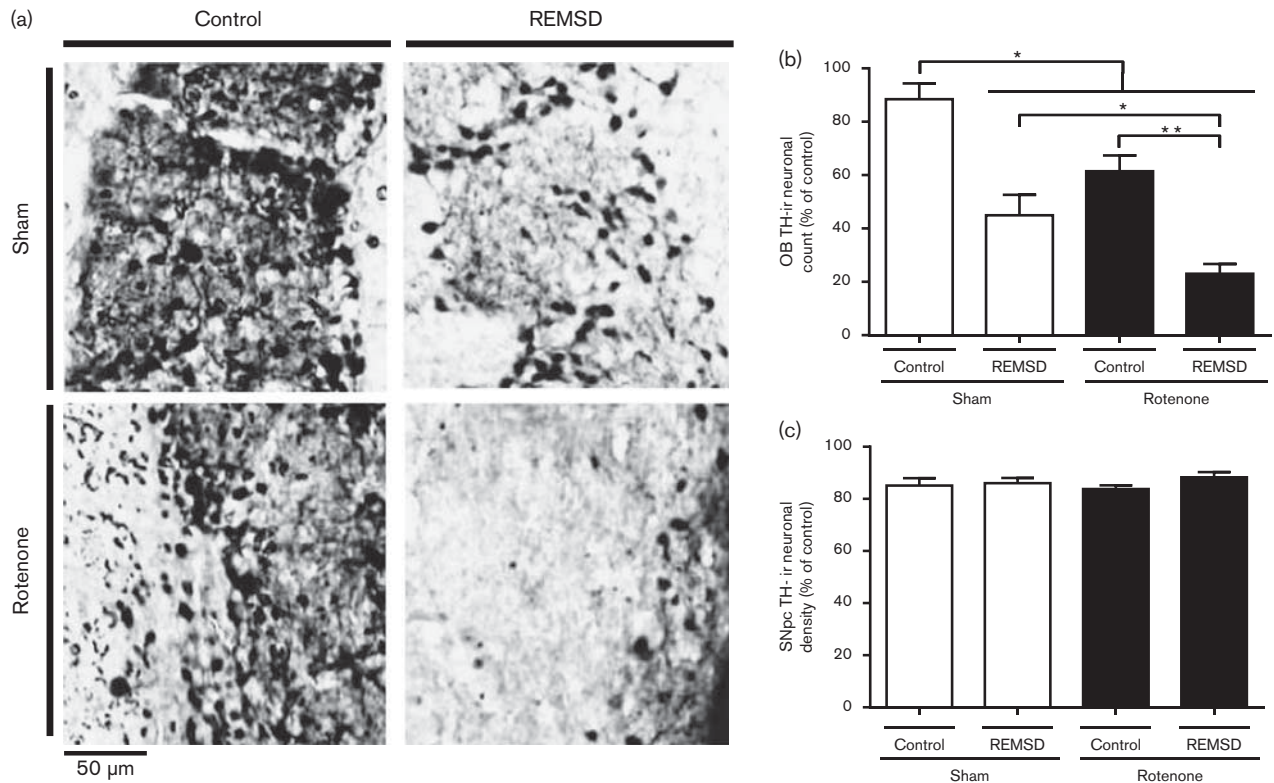 (a)
Control
REMSD
Sham
Rotenone
50 µm
(b)
OB TH-ir neuronal
count (% of control)
100
80
60
40
20
0
*
*
* *
Control
REMSD
Control
REMSD
Sham
Rotenone
(c)
SNpc TH- ir neuronal
density (% of control)
100
80
60
40
20
0
Control
REMSD
Control
REMSD
Sham
Rotenone